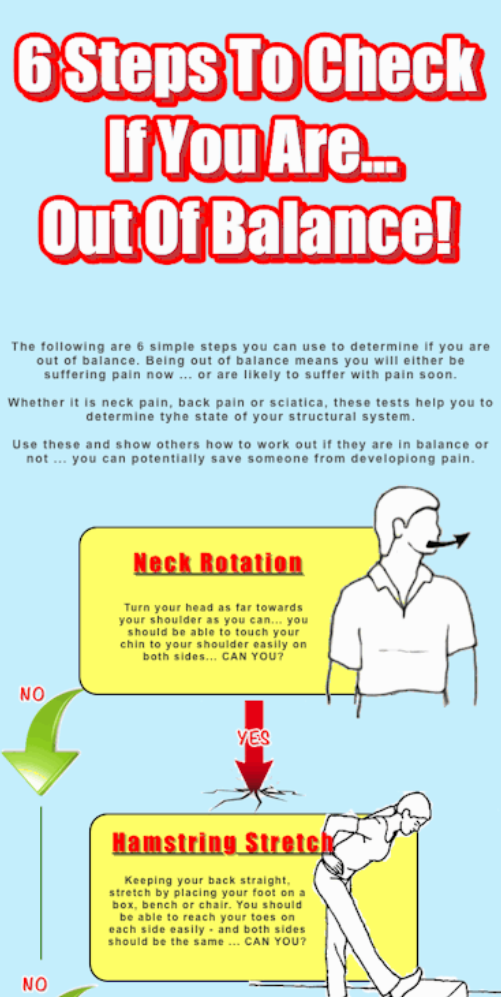 6 Steps To Check
If You Are...
Out Of Balance!
The following are 6 simple steps you can use to determine if you are
out of balance. Being out of balance means you will either be
suffering pain now ... or are likely to suffer with pain soon.
Whether it is neck pain, back pain or sciatica, these tests help you to
determine tyhe state of your structural system.
Use these and show others how to work out if they are in balance or
not ... you can potentially save someone from developiong pain.
Neck Rotation
Turn your head as far towards
your shoulder as you can... you
should be able to touch your
chin to your shoulder easily on
both sides... CAN YOU?
NO
YES
Hamstring Stretch
Keeping your back straight,
stretch by placing your foot on a
box, bench or chair. You should
be able to reach your toes on
each side easily - and both sides
should be the same ... CAN YOU?
NO